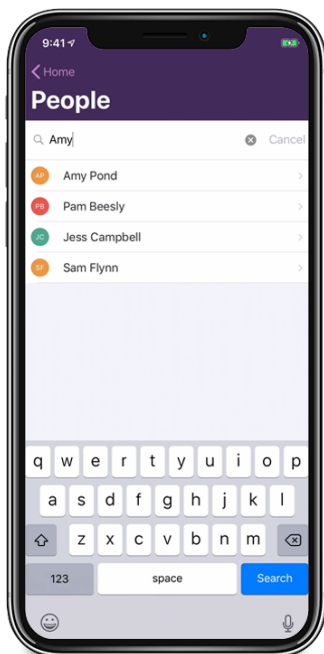 9:41
Home
People
Amy
Cancel
AP Amy Pond
PB Pam Beesly
JC Jess Campbell
SF Sam Flynn
q w e r t y u i o p
a s d f g h j k l
z x c v b n m
123 space Search